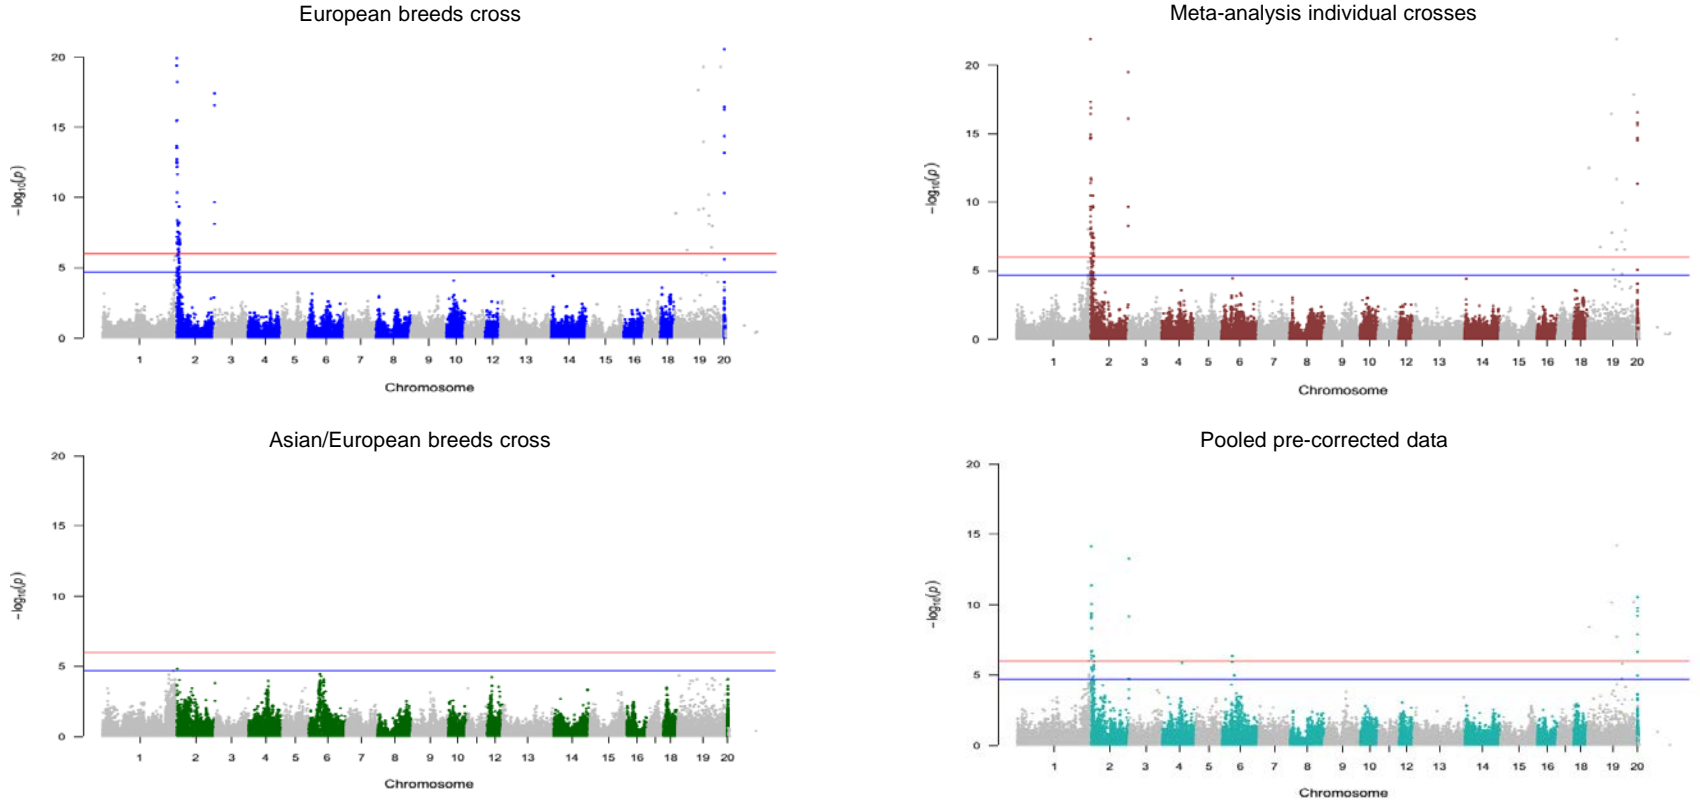 European breeds cross
20
15
10
5
0
−log10(p)
1 2 3 4 5 6 7 8 9 10 12 13 14 15 16 18 19 20
Chromosome
Meta-analysis individual crosses
20
15
10
5
0
−log10(p)
1 2 3 4 5 6 7 8 9 10 12 13 14 15 16 18 19 20
Chromosome
Asian/European breeds cross
20
15
10
5
0
−log10(p)
1 2 3 4 5 6 7 8 9 10 12 13 14 15 16 18 19 20
Chromosome
Pooled pre-corrected data
20
15
10
5
0
−log10(p)
1 2 3 4 5 6 7 8 9 10 12 13 14 15 16 18 19 20
Chromosome